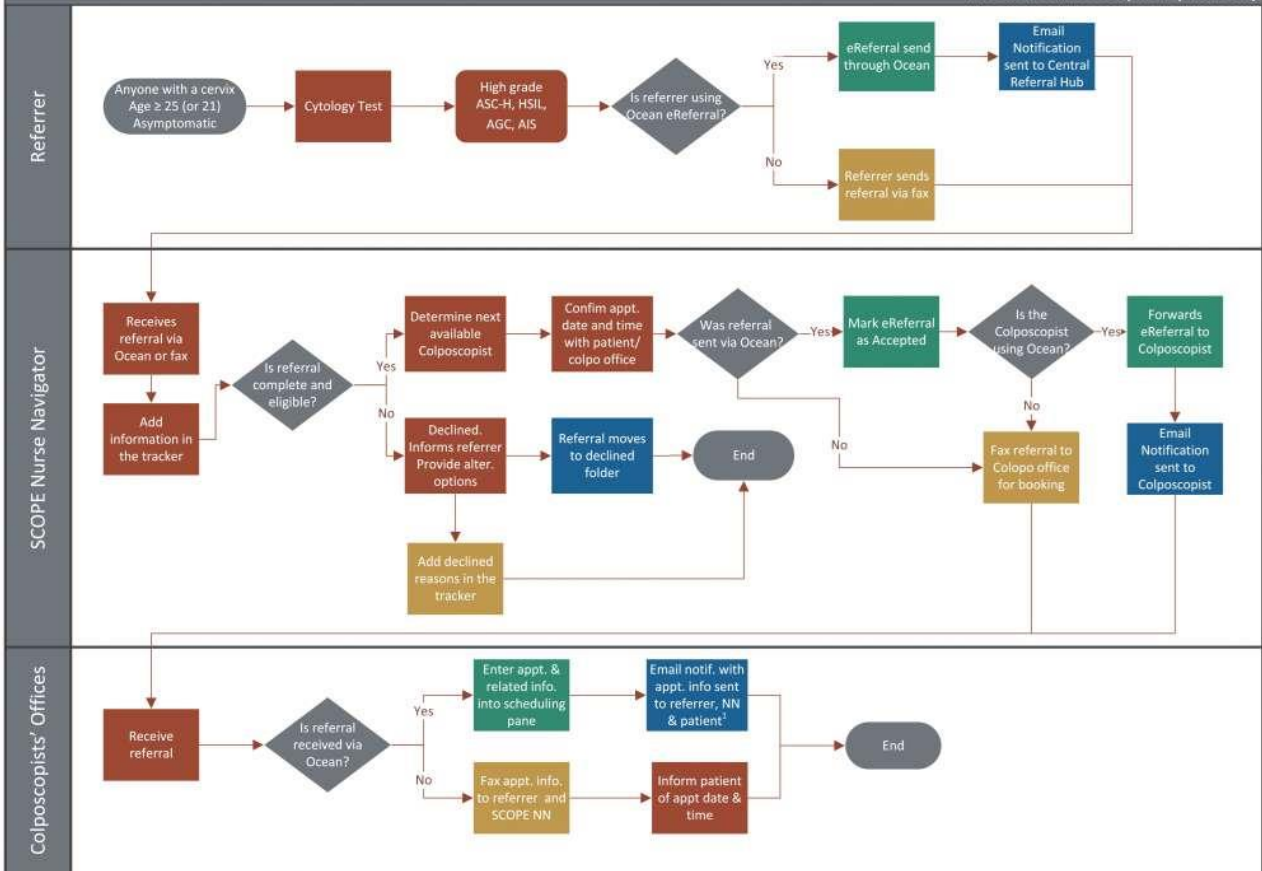 Referrer
Anyone with a cervix
Age ≥ 25 (or 21)
Asymptomatic
Cytology Test
High grade
ASC-H, HSIL,
AGC, AIS
Is referrer using
Ocean eReferral?
Yes
No
eReferral send
through Ocean
Email
Notification
sent to Central
Referral Hub
Referrer sends
referral via fax
SCOPE Nurse Navigator
Receives
referral via
Ocean or fax
Add
information in
the tracker
Is referral
complete and
eligible?
Yes
No
Determine next
available
Colposcopist
Confim appt.
date and time
with patient/
colpo office
Was referral
sent via Ocean?
Yes
No
Mark eReferral
as Accepted
Is the
Colposcopist
using Ocean?
Yes
No
Forwards
eReferral to
Colposcopist
Declined.
Informs referrer
Provide alter.
options
Referral moves
to declined
folder
End
Fax referral to
Colopo office
for booking
Email
Notification
sent to
Colposcopist
Add declined
reasons in the
tracker
Colposcopists' Offices
Receive
referral
Is referral
received via
Ocean?
Yes
No
Enter appt. &
related info.
into scheduling
pane
Email notif. with
appt. info sent
to referrer, NN
& patient¹
Fax appt. info.
to referrer and
SCOPE NN
Inform patient
of appt date &
time
End